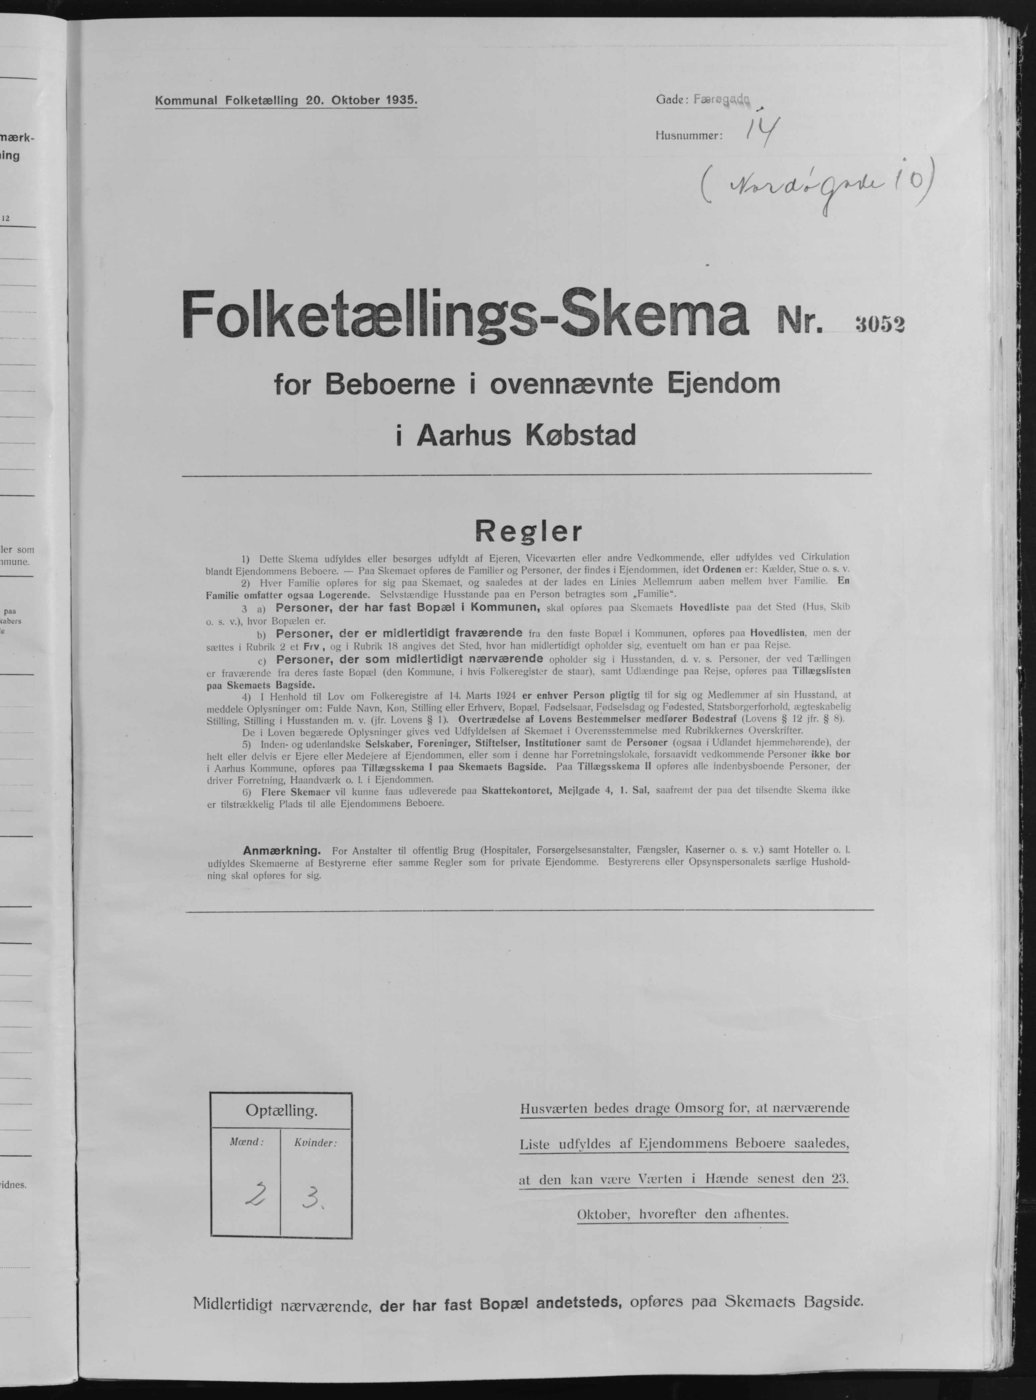 mærk-
ing
12
ler som
mmune.
paa
kabers
e
idnes.
Kommunal Folketælling 20. Oktober 1935.
Gade: Færøgade
Husnummer: 14
(Nordøgade 10)
Folketællings-Skema Nr. 3052
for Beboerne i ovennævnte Ejendom
i Aarhus Købstad
Regler
1) Dette Skema udfyldes eller besørges udfyldt af Ejeren, Viceværten eller andre Vedkommende, eller udfyldes ved Cirkulation
blandt Ejendommens Beboere. — Paa Skemaet opføres de Familier og Personer, der findes i Ejendommen, idet Ordenen er: Kælder, Stue o. s. v.
2) Hver Familie opføres for sig paa Skemaet, og saaledes at der lades en Linies Mellemrum aaben mellem hver Familie. En
Familie omfatter ogsaa Logerende. Selvstændige Husstande paa en Person betragtes som „Familie“.
3 a) Personer, der har fast Bopæl i Kommunen, skal opføres paa Skemaets Hovedliste paa det Sted (Hus, Skib
o. s. v.), hvor Bopælen er.
b) Personer, der er midlertidigt fraværende fra den faste Bopæl i Kommunen, opføres paa Hovedlisten, men der
sættes i Rubrik 2 et Frv, og i Rubrik 18 angives det Sted, hvor han midlertidigt opholder sig, eventuelt om han er paa Rejse.
c) Personer, der som midlertidigt nærværende opholder sig i Husstanden, d. v. s. Personer, der ved Tællingen
er fraværende fra deres faste Bopæl (den Kommune, i hvis Folkeregister de staar), samt Udlændinge paa Rejse, opføres paa Tillægslisten
paa Skemaets Bagside.
4) I Henhold til Lov om Folkeregistre af 14. Marts 1924 er enhver Person pligtig til for sig og Medlemmer af sin Husstand, at
meddele Oplysninger om: Fulde Navn, Køn, Stilling eller Erhverv, Bopæl, Fødselsaar, Fødselsdag og Fødested, Statsborgerforhold, ægteskabelig
Stilling, Stilling i Husstanden m. v. (jfr. Lovens § 1). Overtrædelse af Lovens Bestemmelser medfører Bødestraf (Lovens § 12 jfr. § 8).
De i Loven begærede Oplysninger gives ved Udfyldelsen af Skemaet i Overensstemmelse med Rubrikkernes Overskrifter.
5) Inden- og udenlandske Selskaber, Foreninger, Stiftelser, Institutioner samt de Personer (ogsaa i Udlandet hjemmehørende), der
helt eller delvis er Ejere eller Medejere af Ejendommen, eller som i denne har Forretningslokale, forsaavidt vedkommende Personer ikke bor
i Aarhus Kommune, opføres paa Tillægsskema I paa Skemaets Bagside. Paa Tillægsskema II opføres alle indenbysboende Personer, der
driver Forretning, Haandværk o. l. i Ejendommen.
6) Flere Skemaer vil kunne faas udleverede paa Skattekontoret, Mejlgade 4, 1. Sal, saafremt der paa det tilsendte Skema ikke
er tilstrækkelig Plads til alle Ejendommens Beboere.
Anmærkning. For Anstalter til offentlig Brug (Hospitaler, Forsørgelsesanstalter, Fængsler, Kaserner o. s. v.) samt Hoteller o. l.
udfyldes Skemaerne af Bestyrerne efter samme Regler som for private Ejendomme. Bestyrerens eller Opsynspersonalets særlige Hushold-
ning skal opføres for sig.
Optælling.
Mænd: Kvinder:
2 3.
Husværten bedes drage Omsorg for, at nærværende
Liste udfyldes af Ejendommens Beboere saaledes,
at den kan være Værten i Hænde senest den 23.
Oktober, hvorefter den afhentes.
Midlertidigt nærværende, der har fast Bopæl andetsteds, opføres paa Skemaets Bagside.